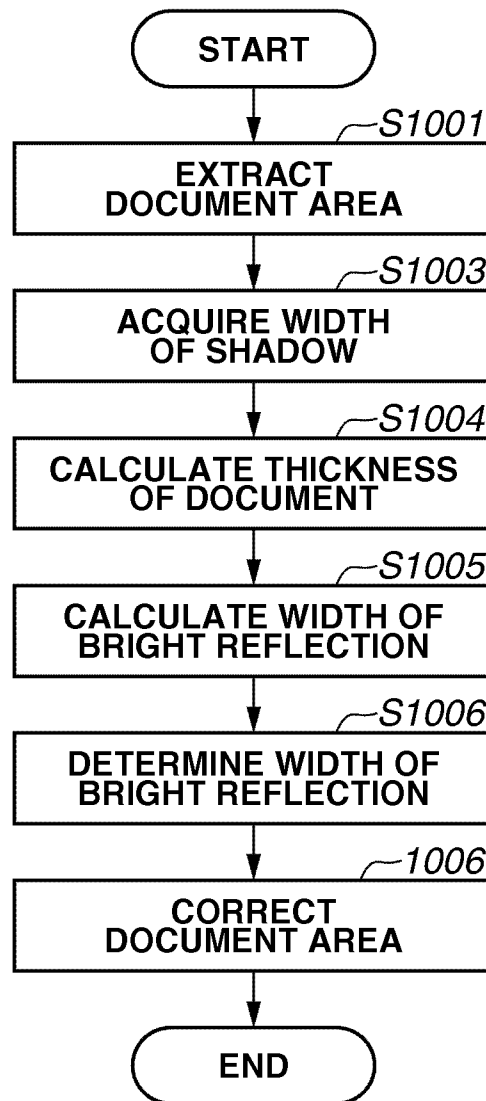 START
S1001
EXTRACT
DOCUMENT AREA
S1003
ACQUIRE WIDTH
OF SHADOW
S1004
CALCULATE THICKNESS
OF DOCUMENT
S1005
CALCULATE WIDTH OF
BRIGHT REFLECTION
S1006
DETERMINE WIDTH OF
BRIGHT REFLECTION
1006
CORRECT
DOCUMENT AREA
END